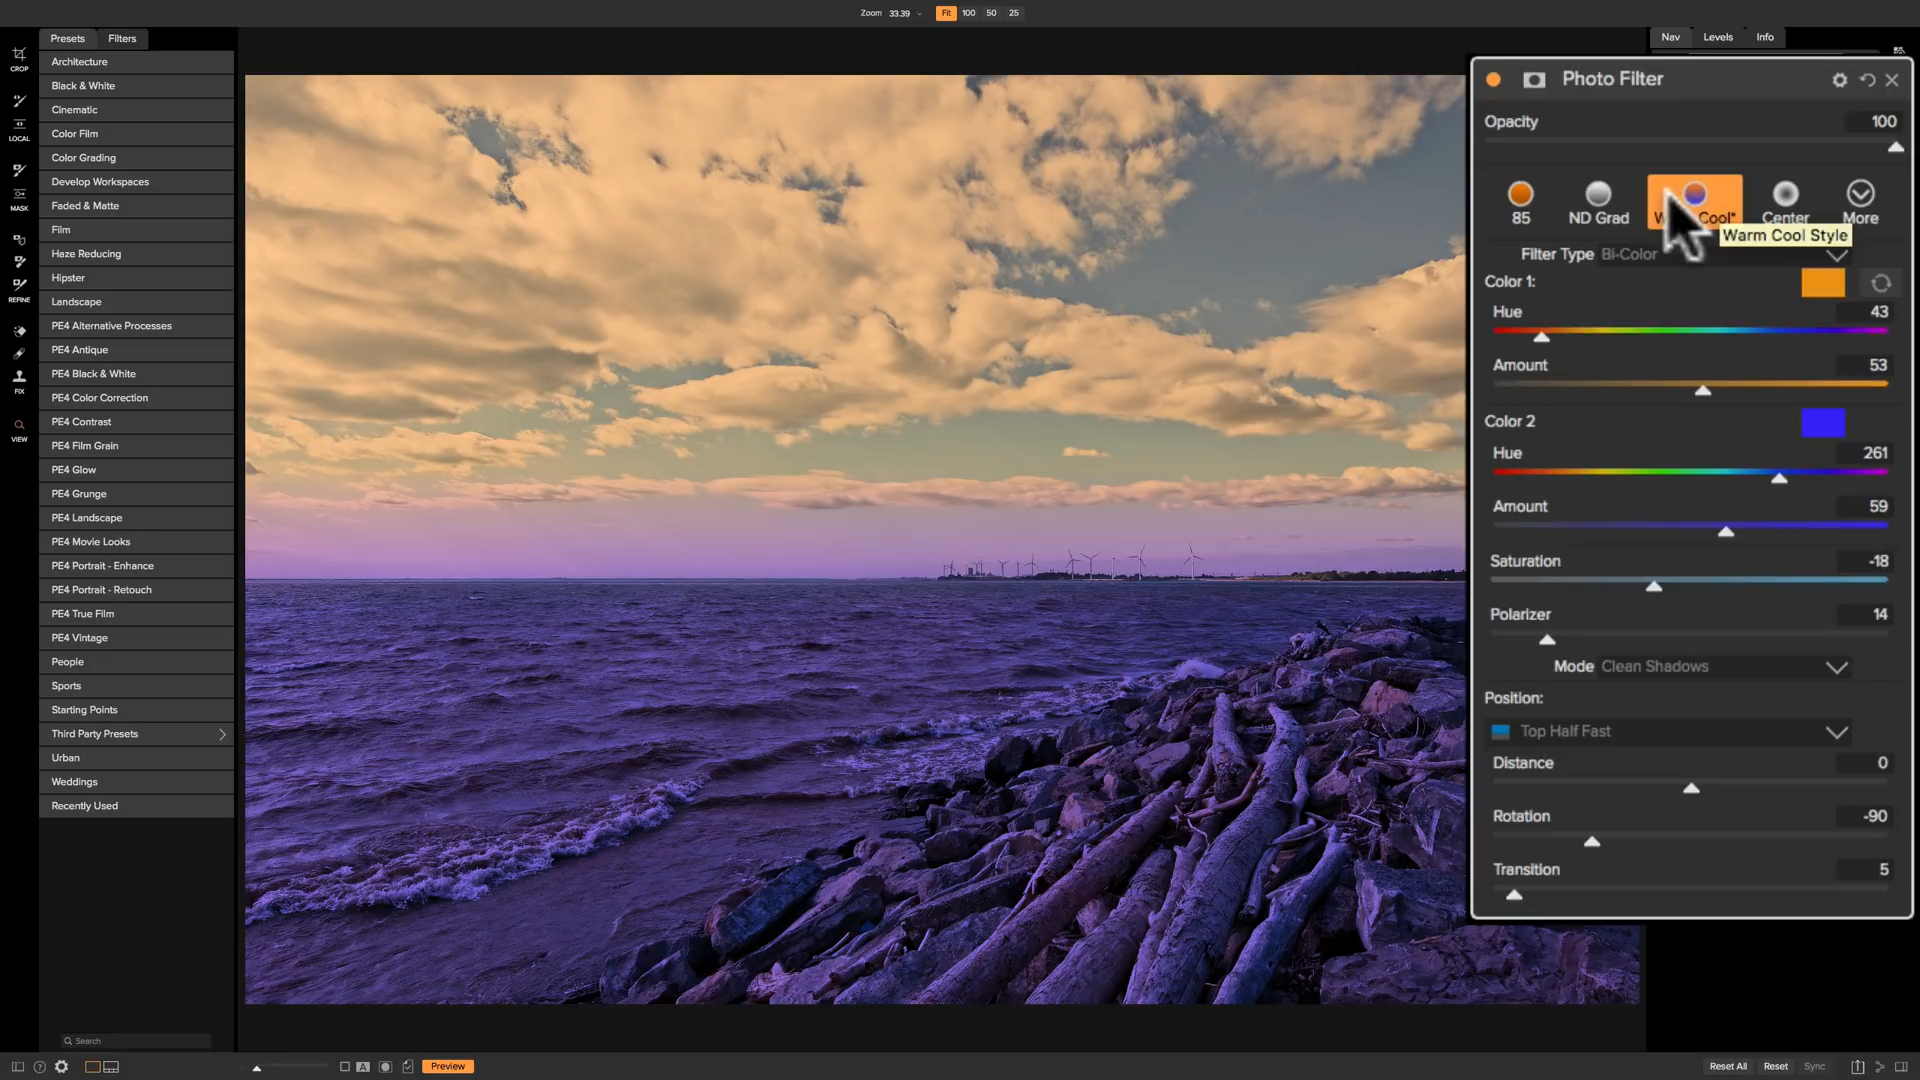 Zoom 33.39 Fit 100 50 25
Presets Filters
Nav Levels Info
CROP
LOCAL
MASK
REFINE
FIX
VIEW
Architecture
Black & White
Cinematic
Color Film
Color Grading
Develop Workspaces
Faded & Matte
Film
Haze Reducing
Hipster
Landscape
PE4 Alternative Processes
PE4 Antique
PE4 Black & White
PE4 Color Correction
PE4 Contrast
PE4 Film Grain
PE4 Glow
PE4 Grunge
PE4 Landscape
PE4 Movie Looks
PE4 Portrait - Enhance
PE4 Portrait - Retouch
PE4 True Film
PE4 Vintage
People
Sports
Starting Points
Third Party Presets
Urban
Weddings
Recently Used
Search
Photo Filter
Opacity 100
85 ND Grad Cool* Center More
Warm Cool Style
Filter Type Bi-Color
Color 1:
Hue 43
Amount 53
Color 2
Hue 261
Amount 59
Saturation -18
Polarizer 14
Mode Clean Shadows
Position:
Top Half Fast
Distance 0
Rotation -90
Transition 5
A Preview
Reset All Reset Sync